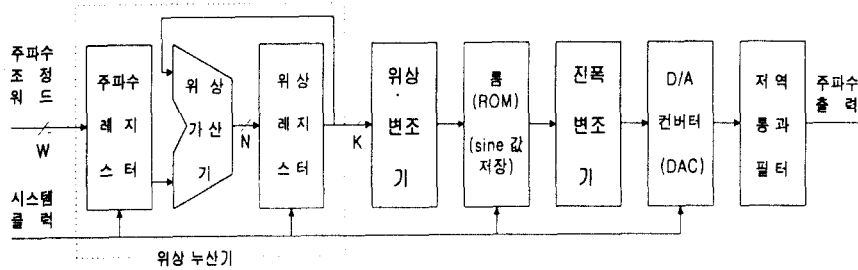 주파수
조 정
워 드
W
시스템
클 럭
주파수
레 지
스 터
위 상
가 산
기
N
위 상
레 지
스 터
K
위상
·
변조
기
롬
(ROM)
(sine 값
저장)
진폭
변조
기
D/A
컨버터
(DAC)
저 역
통 과
필 터
주파수
출 력
위상 누산기